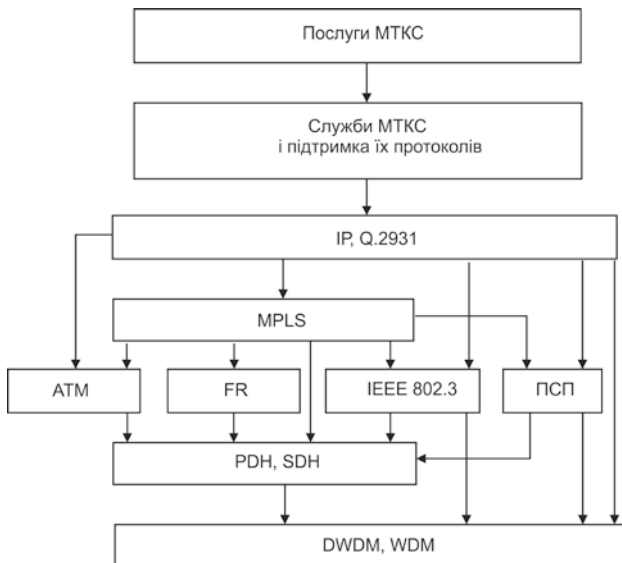 Послуги МТКС
Служби МТКС
і підтримка їх протоколів
IP, Q.2931
MPLS
ATM
FR
IEEE 802.3
ПСП
PDH, SDH
DWDM, WDM